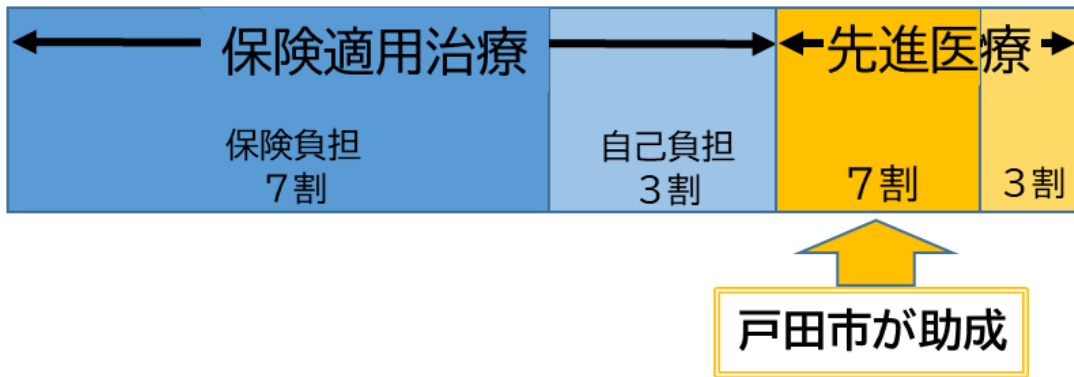 保険適用治療
先進医療
保険負担
７割
自己負担
３割
７割
３割
戸田市が助成